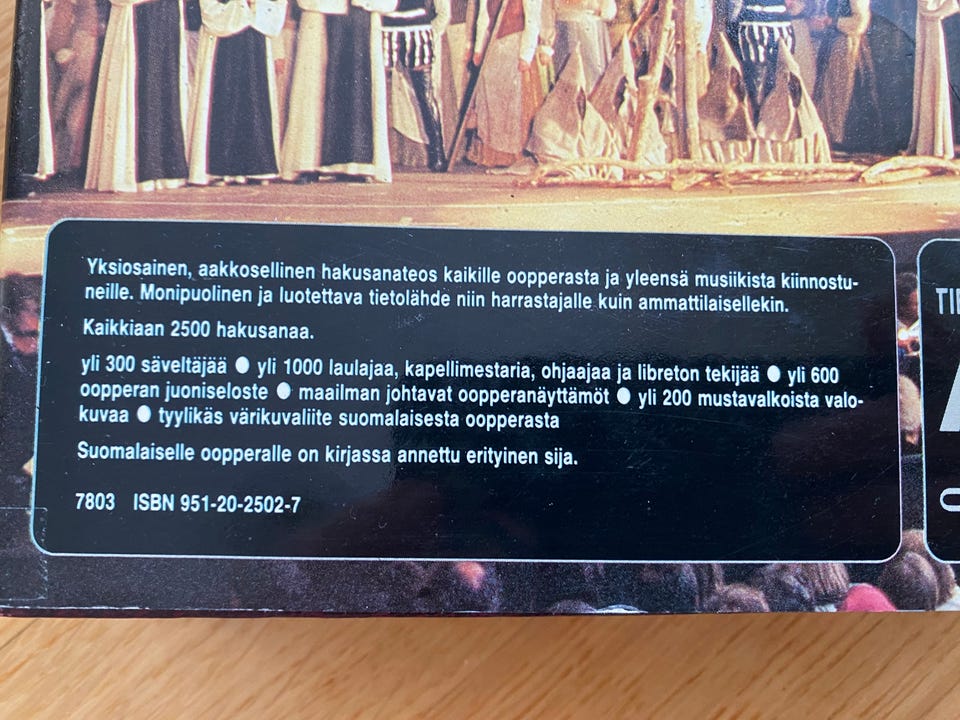 Yksiosainen, aakkosellinen hakusanateos kaikille oopperasta ja yleensä musiikista kiinnostu-
neille. Monipuolinen ja luotettava tietolähde niin harrastajalle kuin ammattilaisellekin.
Kaikkiaan 2500 hakusanaa.
yli 300 säveltäjää ● yli 1000 laulajaa, kapellimestaria, ohjaajaa ja libreton tekijää ● yli 600
oopperan juoniseloste ● maailman johtavat oopperanäyttämöt ● yli 200 mustavalkoista valo-
kuvaa ● tyylikäs värikuvaliite suomalaisesta oopperasta
Suomalaiselle oopperalle on kirjassa annettu erityinen sija.
7803 ISBN 951-20-2502-7